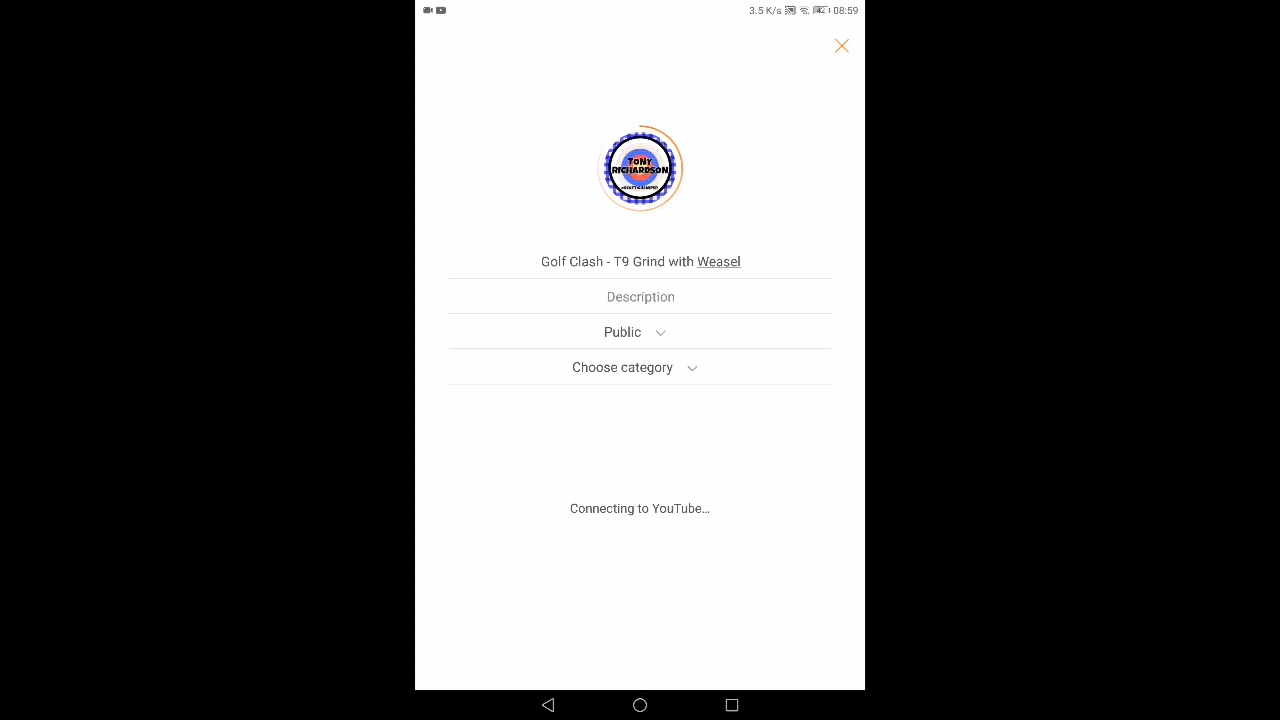 3.5 K/s 42 08:59
TONY
RICHARDSON
Golf Clash - T9 Grind with Weasel
Description
Public
Choose category
Connecting to YouTube...